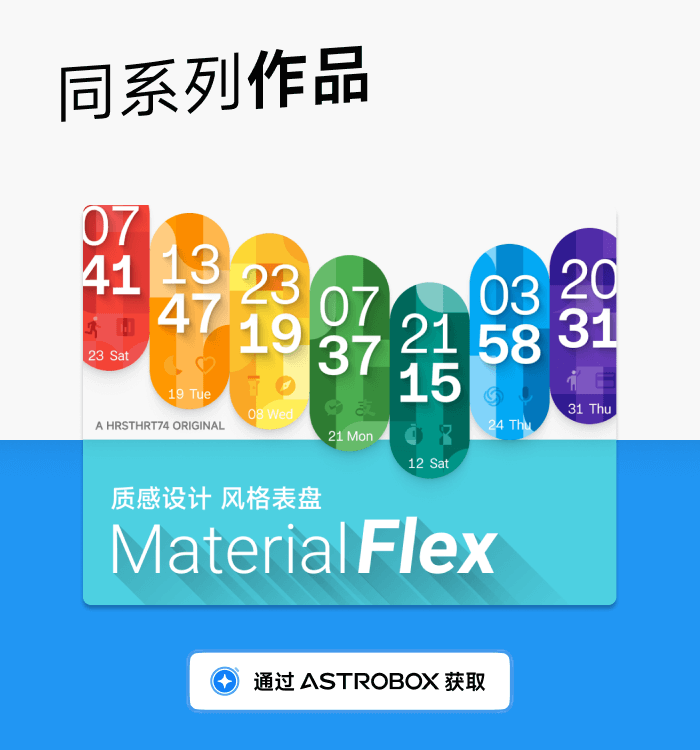 同系列作品
07
41
23 Sat
13
47
19 Tue
23
19
08 Wed
07
37
21 Mon
21
15
12 Sat
03
58
24 Thu
20
31
31 Thu
A HRSTHRT74 ORIGINAL
质感设计 风格表盘
Material Flex
通过 ASTROBOX 获取